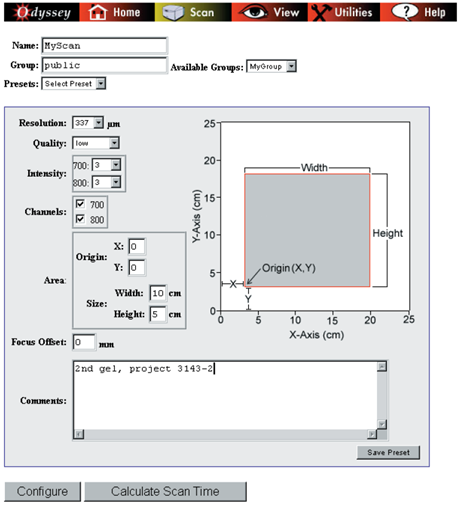 Odyssey Home Scan View Utilities Help
Name: MyScan
Group: public Available Groups: MyGroup
Presets: Select Preset
Resolution: 337 µm
Quality: low
Intensity: 700: 3
800: 3
Channels: 700
800
Area: Origin: X: 0
Y: 0
Size: Width: 10 cm
Height: 5 cm
Focus Offset: 0 mm
25
20
15
10
5
0
Y-Axis (cm)
Width
Height
Origin (X,Y)
X
Y
0 5 10 15 20 25
X-Axis (cm)
Comments: 2nd gel, project 3143-2
Save Preset
Configure Calculate Scan Time